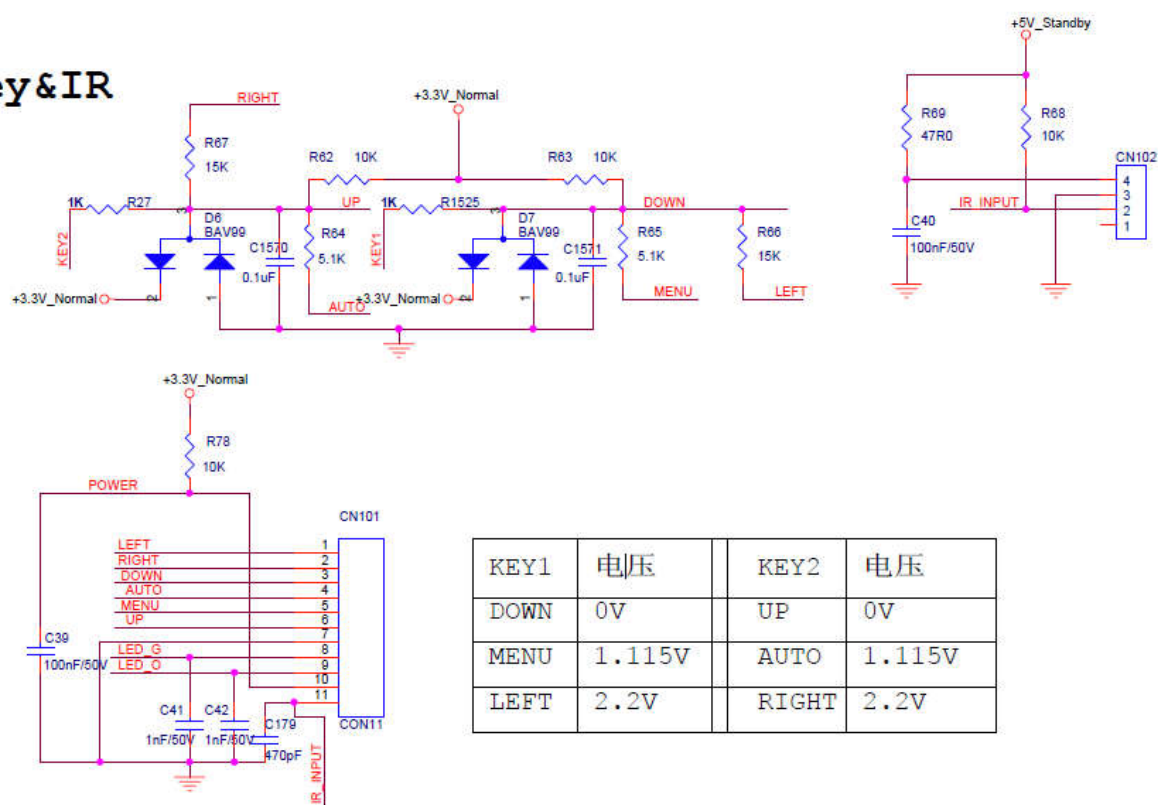 +5V_Standby
ey&IR
RIGHT
+3.3V_Normal
R67
15K
R62 10K
R63 10K
R69
47R0
R68
10K
CN102
1K R27
UP
1K R1525
DOWN
4
3
2
1
IR_INPUT
3
D6
BAV99
C1570
0.1uF
R64
5.1K
3
D7
BAV99
C1571
0.1uF
R65
5.1K
R66
15K
C40
100nF/50V
KEY2
KEY1
+3.3V_Normal
2
1
AUTO
+3.3V_Normal
2
1
MENU
LEFT
+3.3V_Normal
R78
10K
POWER
CN101
LEFT 1
RIGHT 2
DOWN 3
AUTO 4
MENU 5
UP 6
7
LED_G 8
LED_O 9
10
11
CON11
C39
100nF/50V
C41
1nF/50V
C42
1nF/50V
C179
470pF
IR_INPUT
KEY1 电压 KEY2 电压
DOWN 0V UP 0V
MENU 1.115V AUTO 1.115V
LEFT 2.2V RIGHT 2.2V